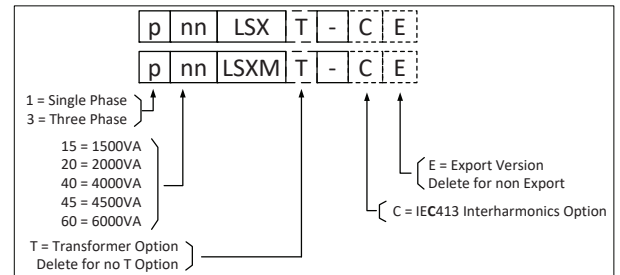 p nn LSX T - C E
p nn LSXM T - C E
1 = Single Phase
3 = Three Phase
15 = 1500VA
20 = 2000VA
40 = 4000VA
45 = 4500VA
60 = 6000VA
E = Export Version
Delete for non Export
C = IEC413 Interharmonics Option
T = Transformer Option
Delete for no T Option